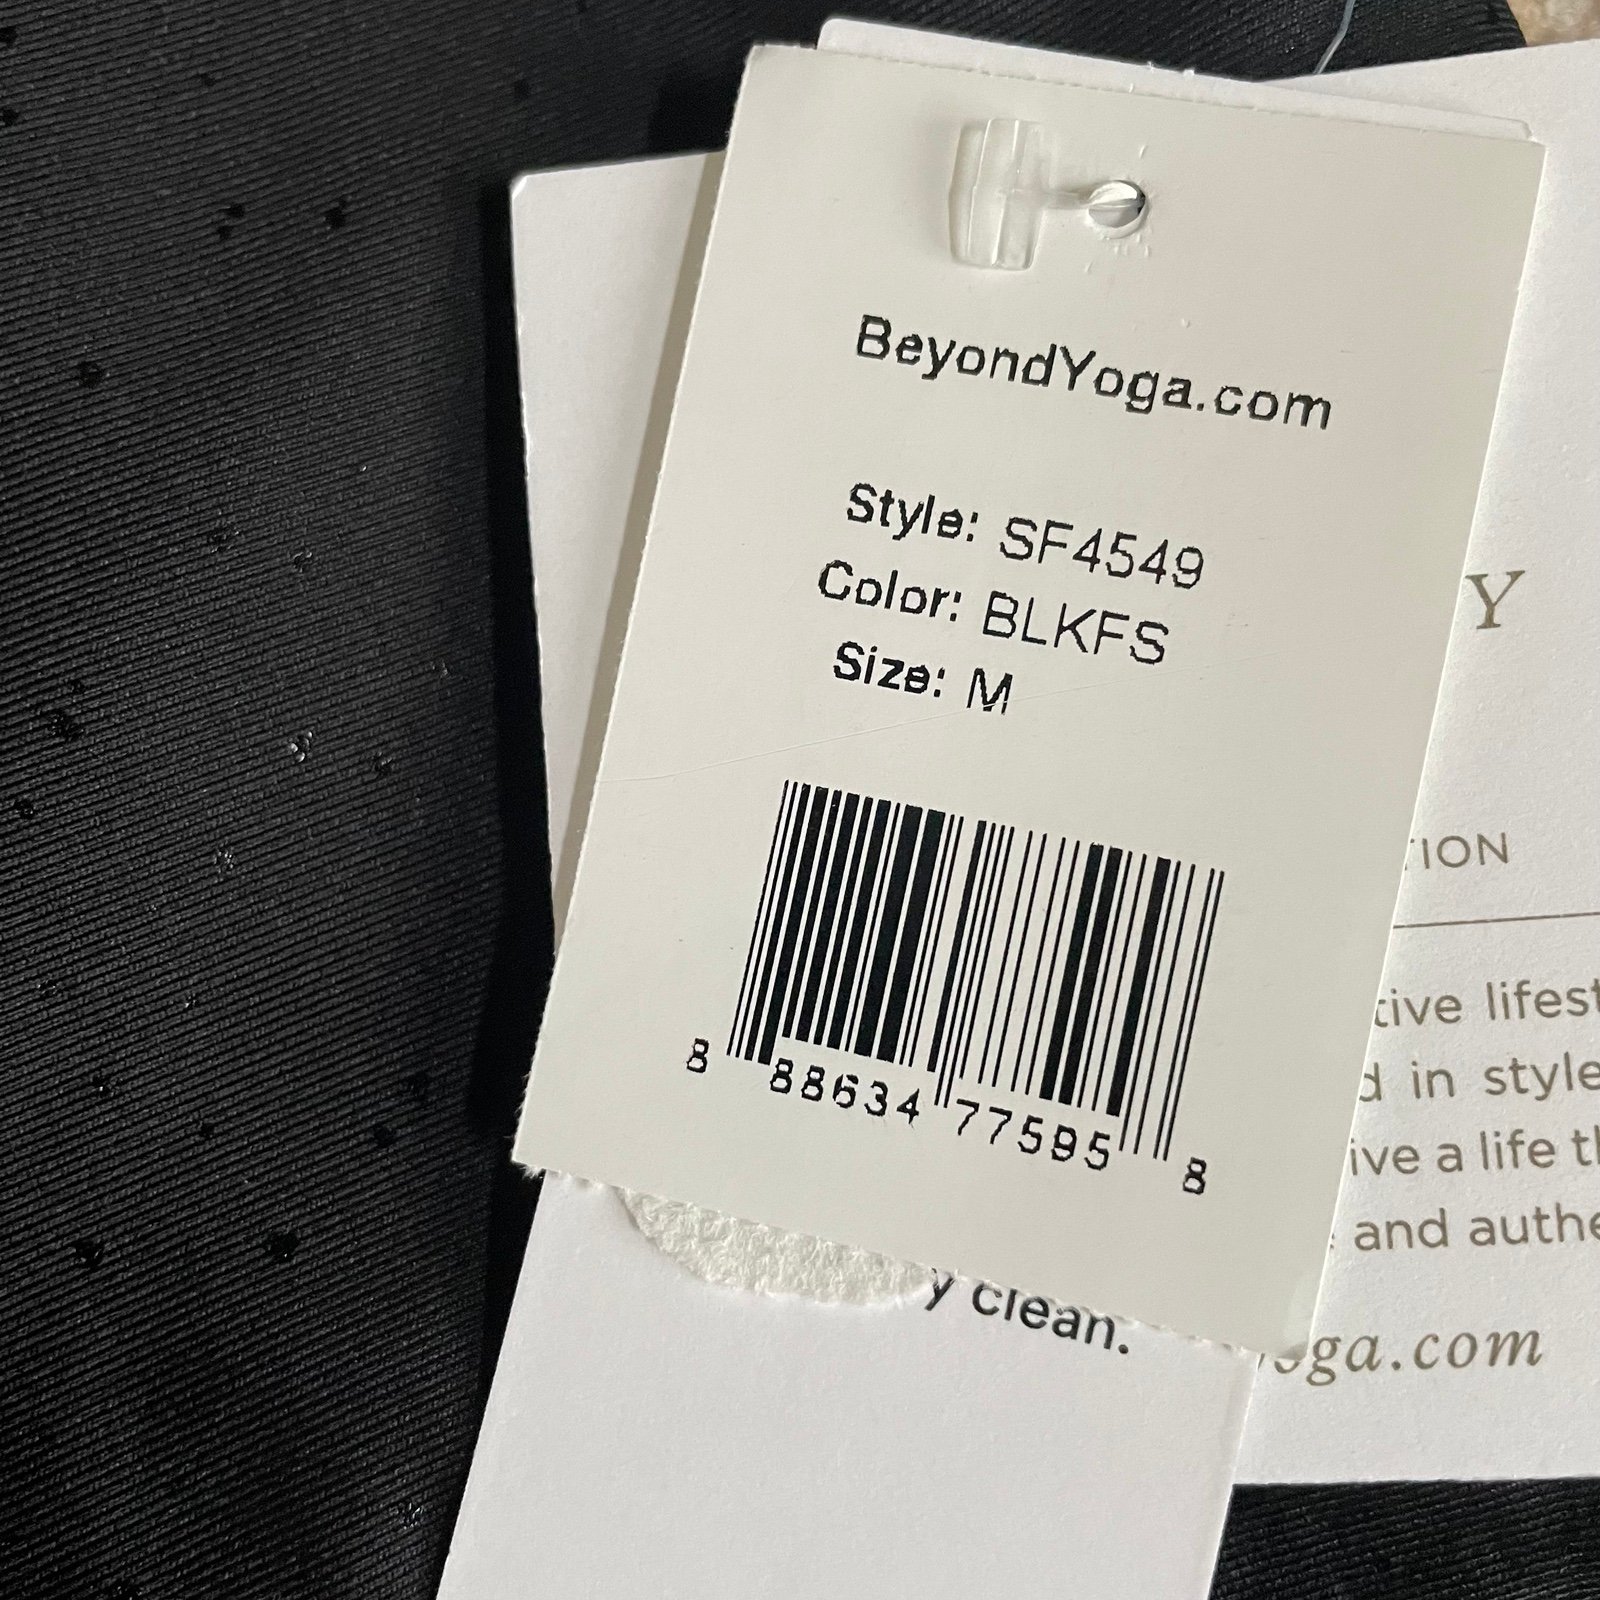 BeyondYoga.com
Style: SF4549
Color: BLKFS
Size: M
8 88634 77595 8
y clean.
Y
TION
tive lifest
d in style
ive a life th
and authe
oga.com